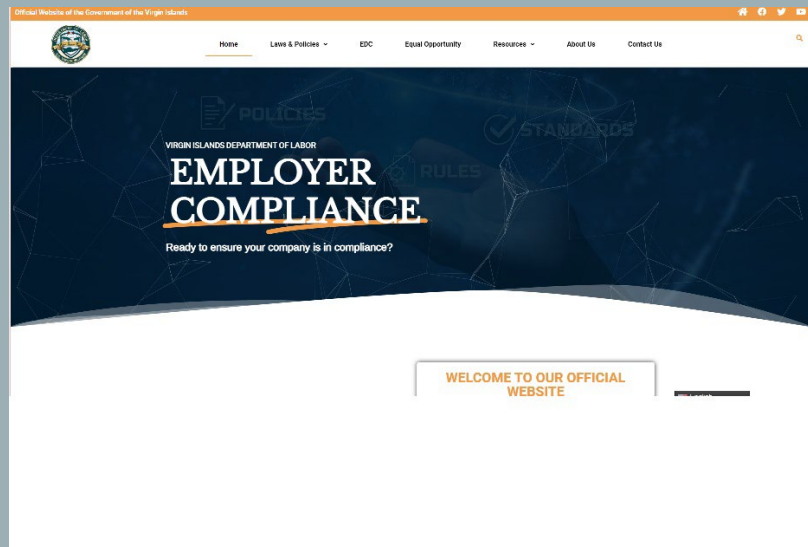 Official Website of the Government of the Virgin Islands
Home Laws & Policies EDC Equal Opportunity Resources About Us Contact Us
POLICIES
STANDARDS
RULES
VIRGIN ISLANDS DEPARTMENT OF LABOR
EMPLOYER
COMPLIANCE
Ready to ensure your company is in compliance?
WELCOME TO OUR OFFICIAL
WEBSITE